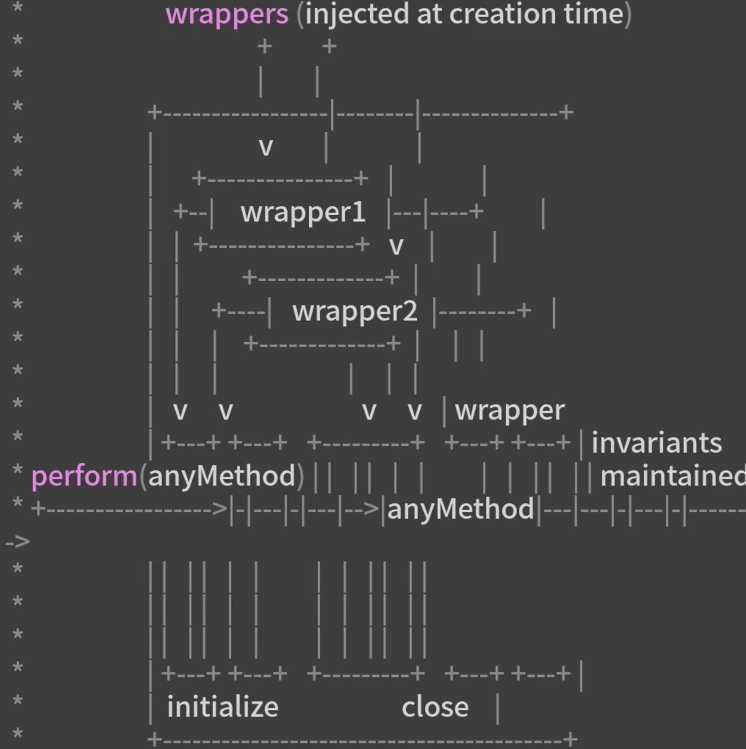 * wrappers (injected at creation time)
* + +
* | |
* +-----------------|--------|--------------+
* | v | |
* | +---------------+ | |
* | +--| wrapper1 |---|----+ |
* | | +---------------+ v | |
* | | +-------------+ | |
* | | +----| wrapper2 |--------+ |
* | | | +-------------+ | | |
* | | | | | |
* | v v v v | wrapper
* | +---+ +---+ +---------+ +---+ +---+ | invariants
* perform(anyMethod) | | | | | | | | | | | | maintained
* +----------------->|-|---|-|---|-->|anyMethod|---|---|-|---|-|------
->
* | | | | | | | | | | | |
* | | | | | | | | | | | |
* | | | | | | | | | | | |
* | +---+ +---+ +---------+ +---+ +---+ |
* | initialize close |
* +-----------------------------------------+